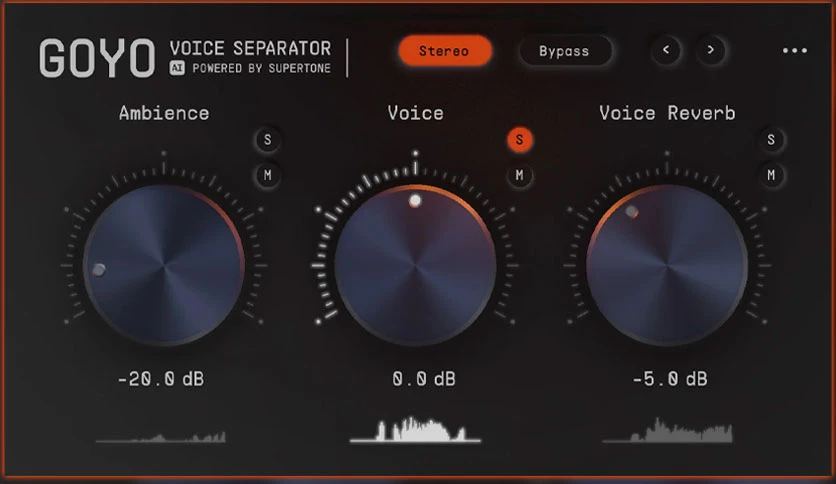 GOYO VOICE SEPARATOR
AI POWERED BY SUPERTONE
Stereo
Bypass
< >
Ambience
Voice
Voice Reverb
S
S
S
M
M
M
-20.0 dB
0.0 dB
-5.0 dB